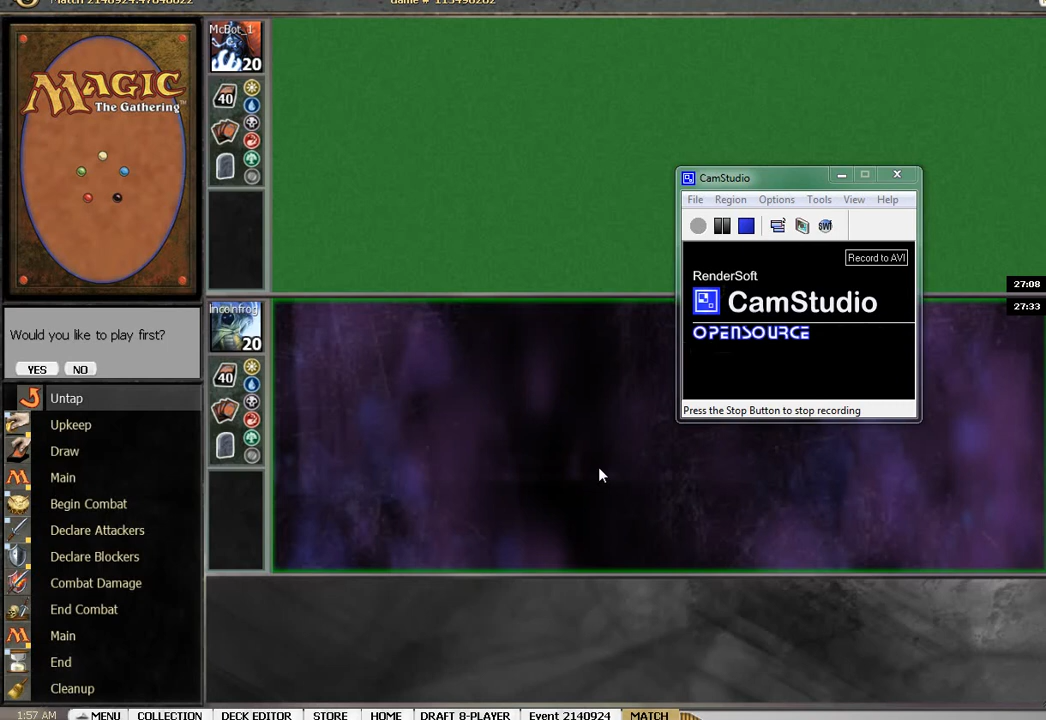 McBot_1
20
40
MAGIC
The Gathering
Would you like to play first?
YES NO
Incoinfrog
20
40
Untap
Upkeep
Draw
Main
Begin Combat
Declare Attackers
Declare Blockers
Combat Damage
End Combat
Main
End
Cleanup
CamStudio
File Region Options Tools View Help
Record to AVI
RenderSoft
CamStudio
OPENSOURCE
Press the Stop Button to stop recording
27:08
27:33
1:57 AM MENU COLLECTION DECK EDITOR STORE HOME DRAFT 8-PLAYER Event 2140924 MATCH